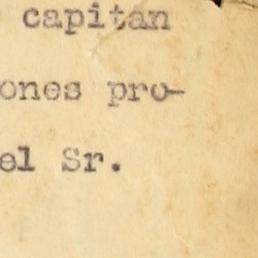 capitan
ones pro-
el Sr.